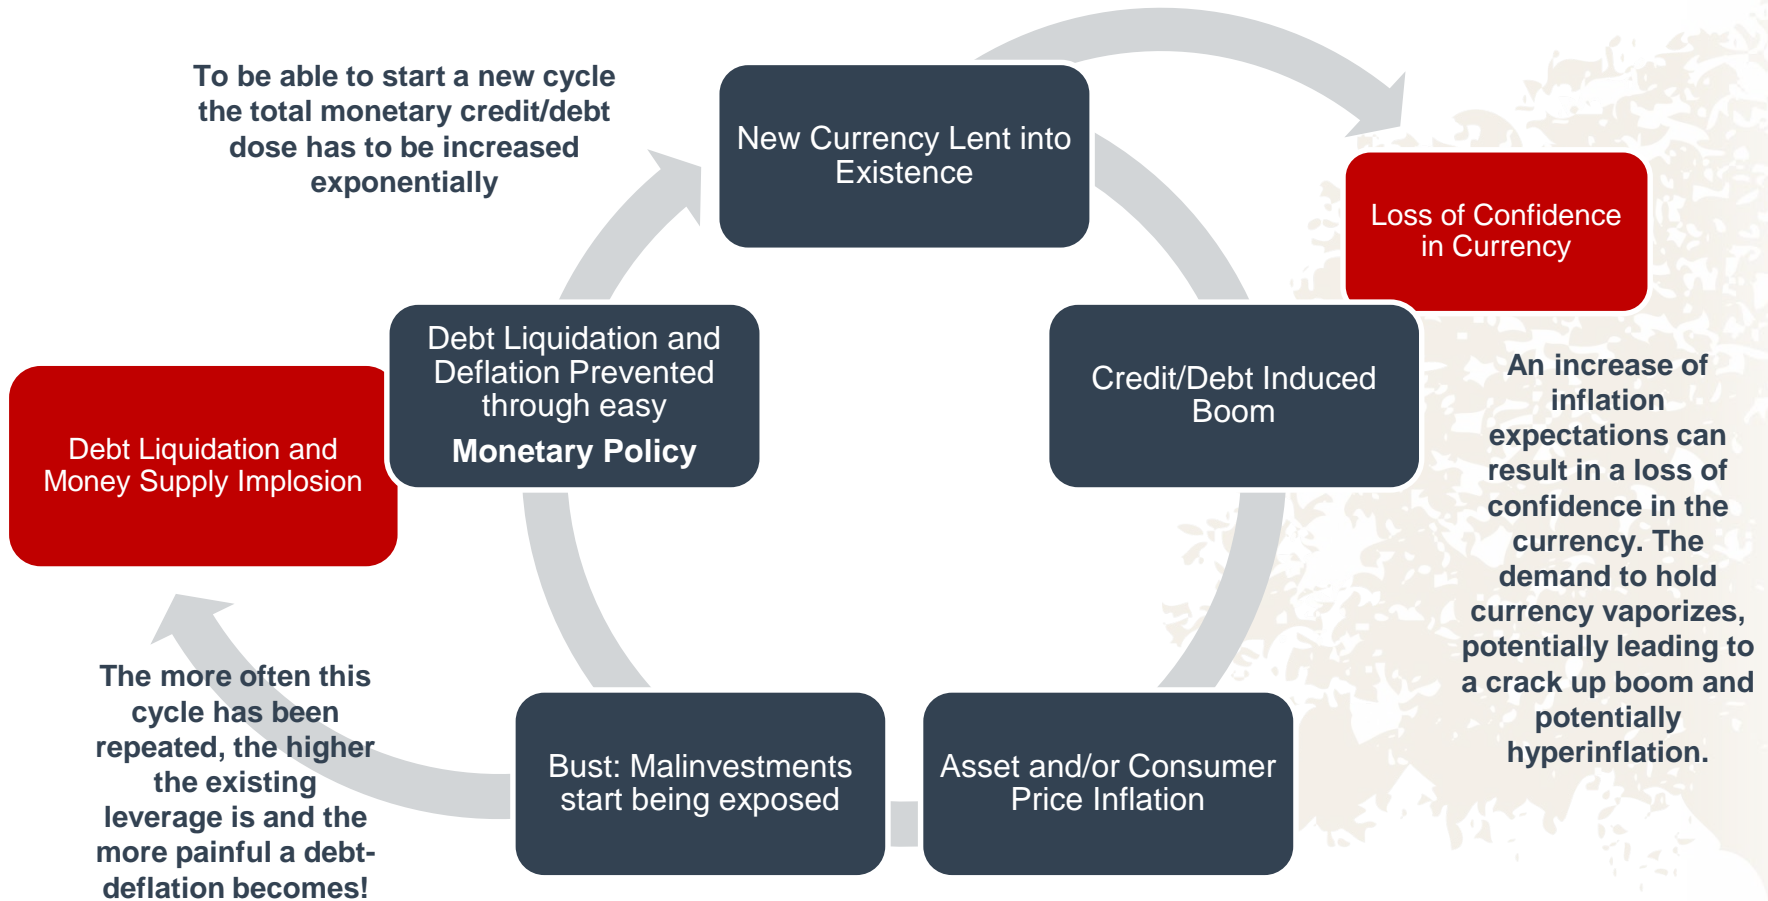 To be able to start a new cycle
the total monetary credit/debt
dose has to be increased
exponentially
New Currency Lent into
Existence
Loss of Confidence
in Currency
Debt Liquidation and
Deflation Prevented
through easy
Monetary Policy
Credit/Debt Induced
Boom
An increase of
inflation
expectations can
result in a loss of
confidence in the
currency. The
demand to hold
currency vaporizes,
potentially leading to
a crack up boom and
potentially
hyperinflation.
Debt Liquidation and
Money Supply Implosion
The more often this
cycle has been
repeated, the higher
the existing
leverage is and the
more painful a debt-
deflation becomes!
Bust: Malinvestments
start being exposed
Asset and/or Consumer
Price Inflation